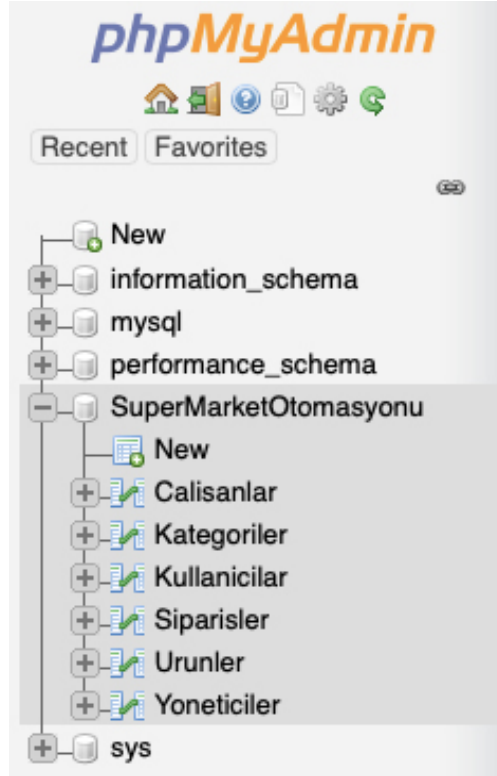 phpMyAdmin
Recent Favorites
New
information_schema
mysql
performance_schema
SuperMarketOtomasyonu
New
Calisanlar
Kategoriler
Kullanicilar
Siparisler
Urunler
Yoneticiler
sys